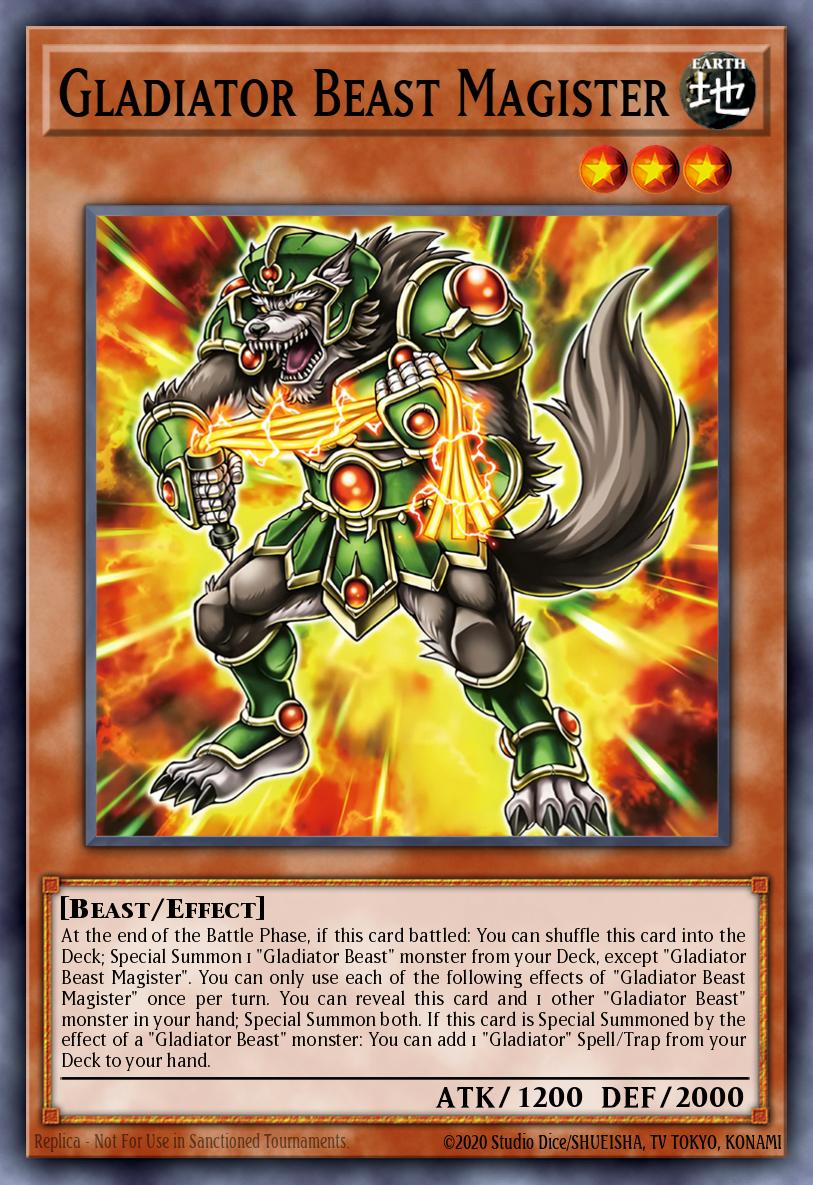 GLADIATOR BEAST MAGISTER
EARTH
地
[BEAST/EFFECT]
At the end of the Battle Phase, if this card battled: You can shuffle this card into the
Deck; Special Summon 1 "Gladiator Beast" monster from your Deck, except "Gladiator
Beast Magister". You can only use each of the following effects of "Gladiator Beast
Magister" once per turn. You can reveal this card and 1 other "Gladiator Beast"
monster in your hand; Special Summon both. If this card is Special Summoned by the
effect of a "Gladiator Beast" monster: You can add 1 "Gladiator" Spell/Trap from your
Deck to your hand.
ATK/1200 DEF/2000
Replica - Not For Use in Sanctioned Tournaments.
©2020 Studio Dice/SHUEISHA, TV TOKYO, KONAMI